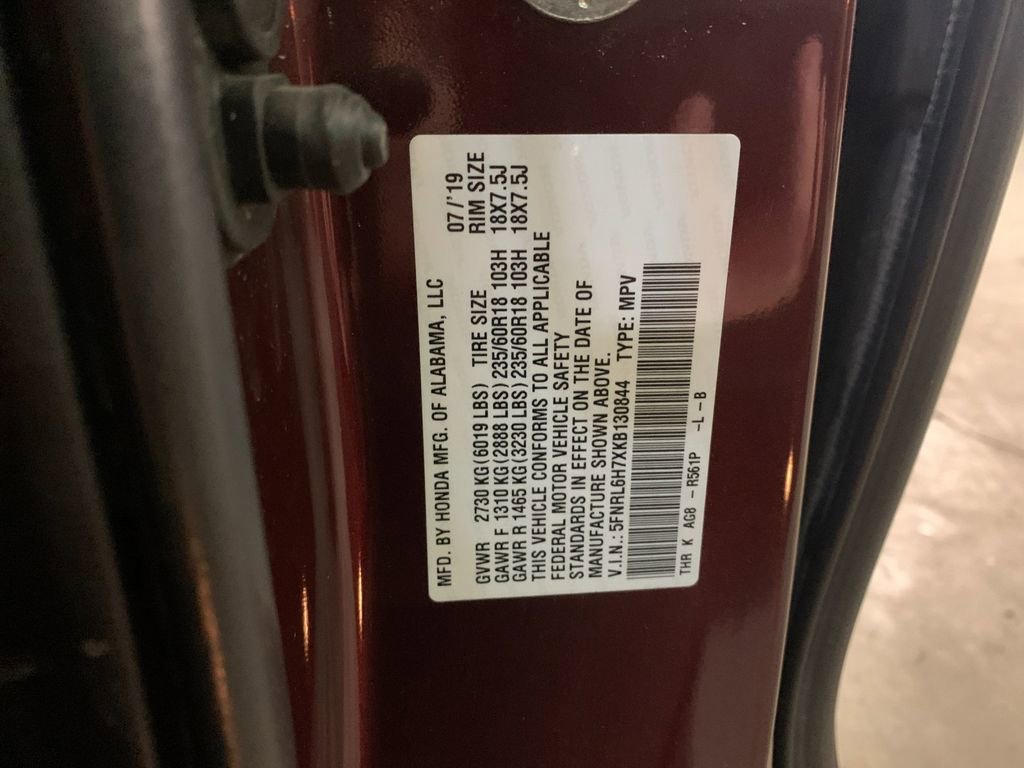 MFD. BY HONDA MFG. OF ALABAMA, LLC 07/'19
GVWR 2730 KG (6019 LBS) TIRE SIZE RIM SIZE
GAWR F 1310 KG (2888 LBS) 235/60R18 103H 18X7.5J
GAWR R 1465 KG (3230 LBS) 235/60R18 103H 18X7.5J
THIS VEHICLE CONFORMS TO ALL APPLICABLE
FEDERAL MOTOR VEHICLE SAFETY
STANDARDS IN EFFECT ON THE DATE OF
MANUFACTURE SHOWN ABOVE.
V.I.N.: 5FNRL6H7XKB130844 TYPE: MPV
THR K AG8 -R561P -L-B